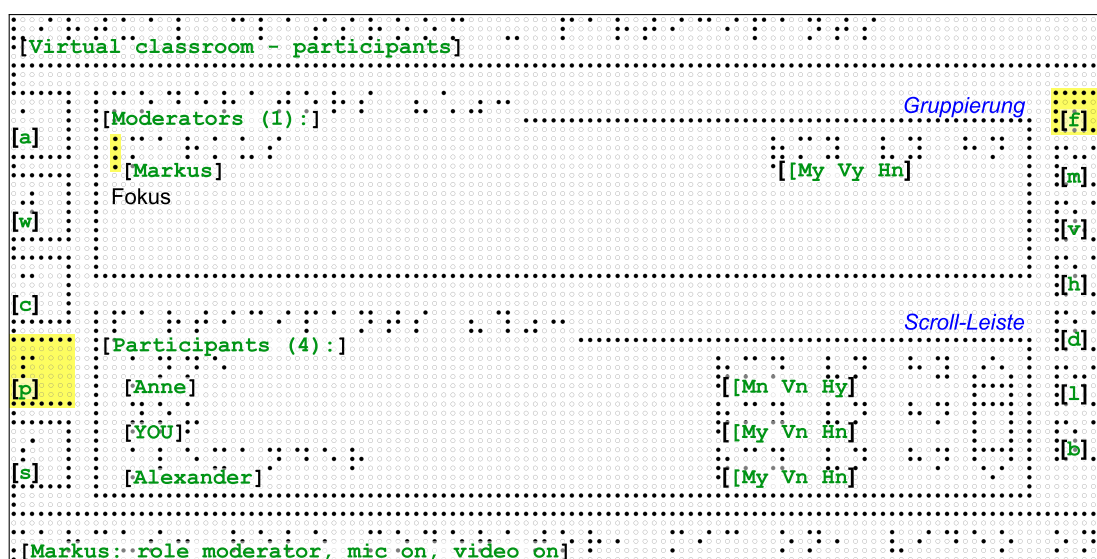 [Virtual classroom - participants]
[Moderators (1):]
Gruppierung
[f]
[a]
[Markus]
[[My Vy Hn]
[m]
Fokus
[w]
[v]
[h]
[c]
Scroll-Leiste
[Participants (4):]
[d]
[p]
[Anne]
[[Mn Vn Hy]
[l]
[YOU]
[[My Vn Hn]
[b]
[s]
[Alexander]
[[My Vn Hn]
[Markus: role moderator, mic on, video on]